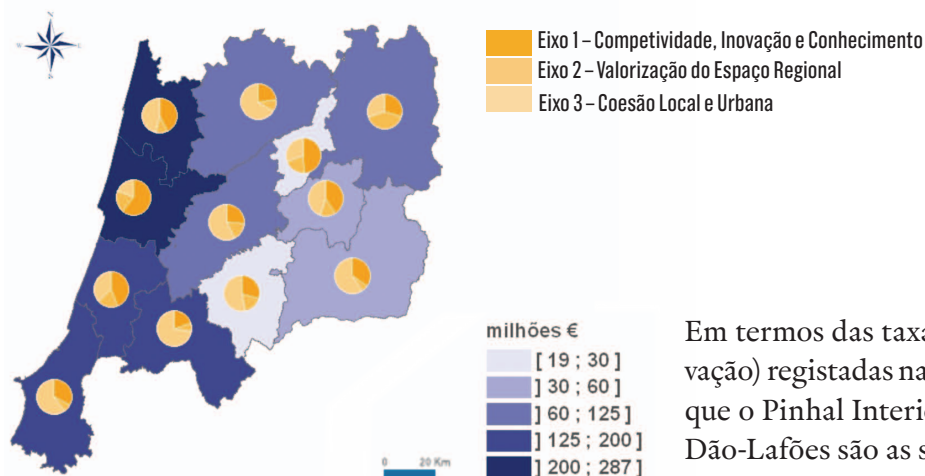 Eixo 1 – Competividade, Inovação e Conhecimento
Eixo 2 – Valorização do Espaço Regional
Eixo 3 – Coesão Local e Urbana
milhões €
[ 19 ; 30 ]
] 30 ; 60 ]
] 60 ; 125 ]
] 125 ; 200 ]
] 200 ; 287 ]
0 20 Km
Em termos das taxa
vação) registadas na
que o Pinhal Interi
Dão-Lafões são as s